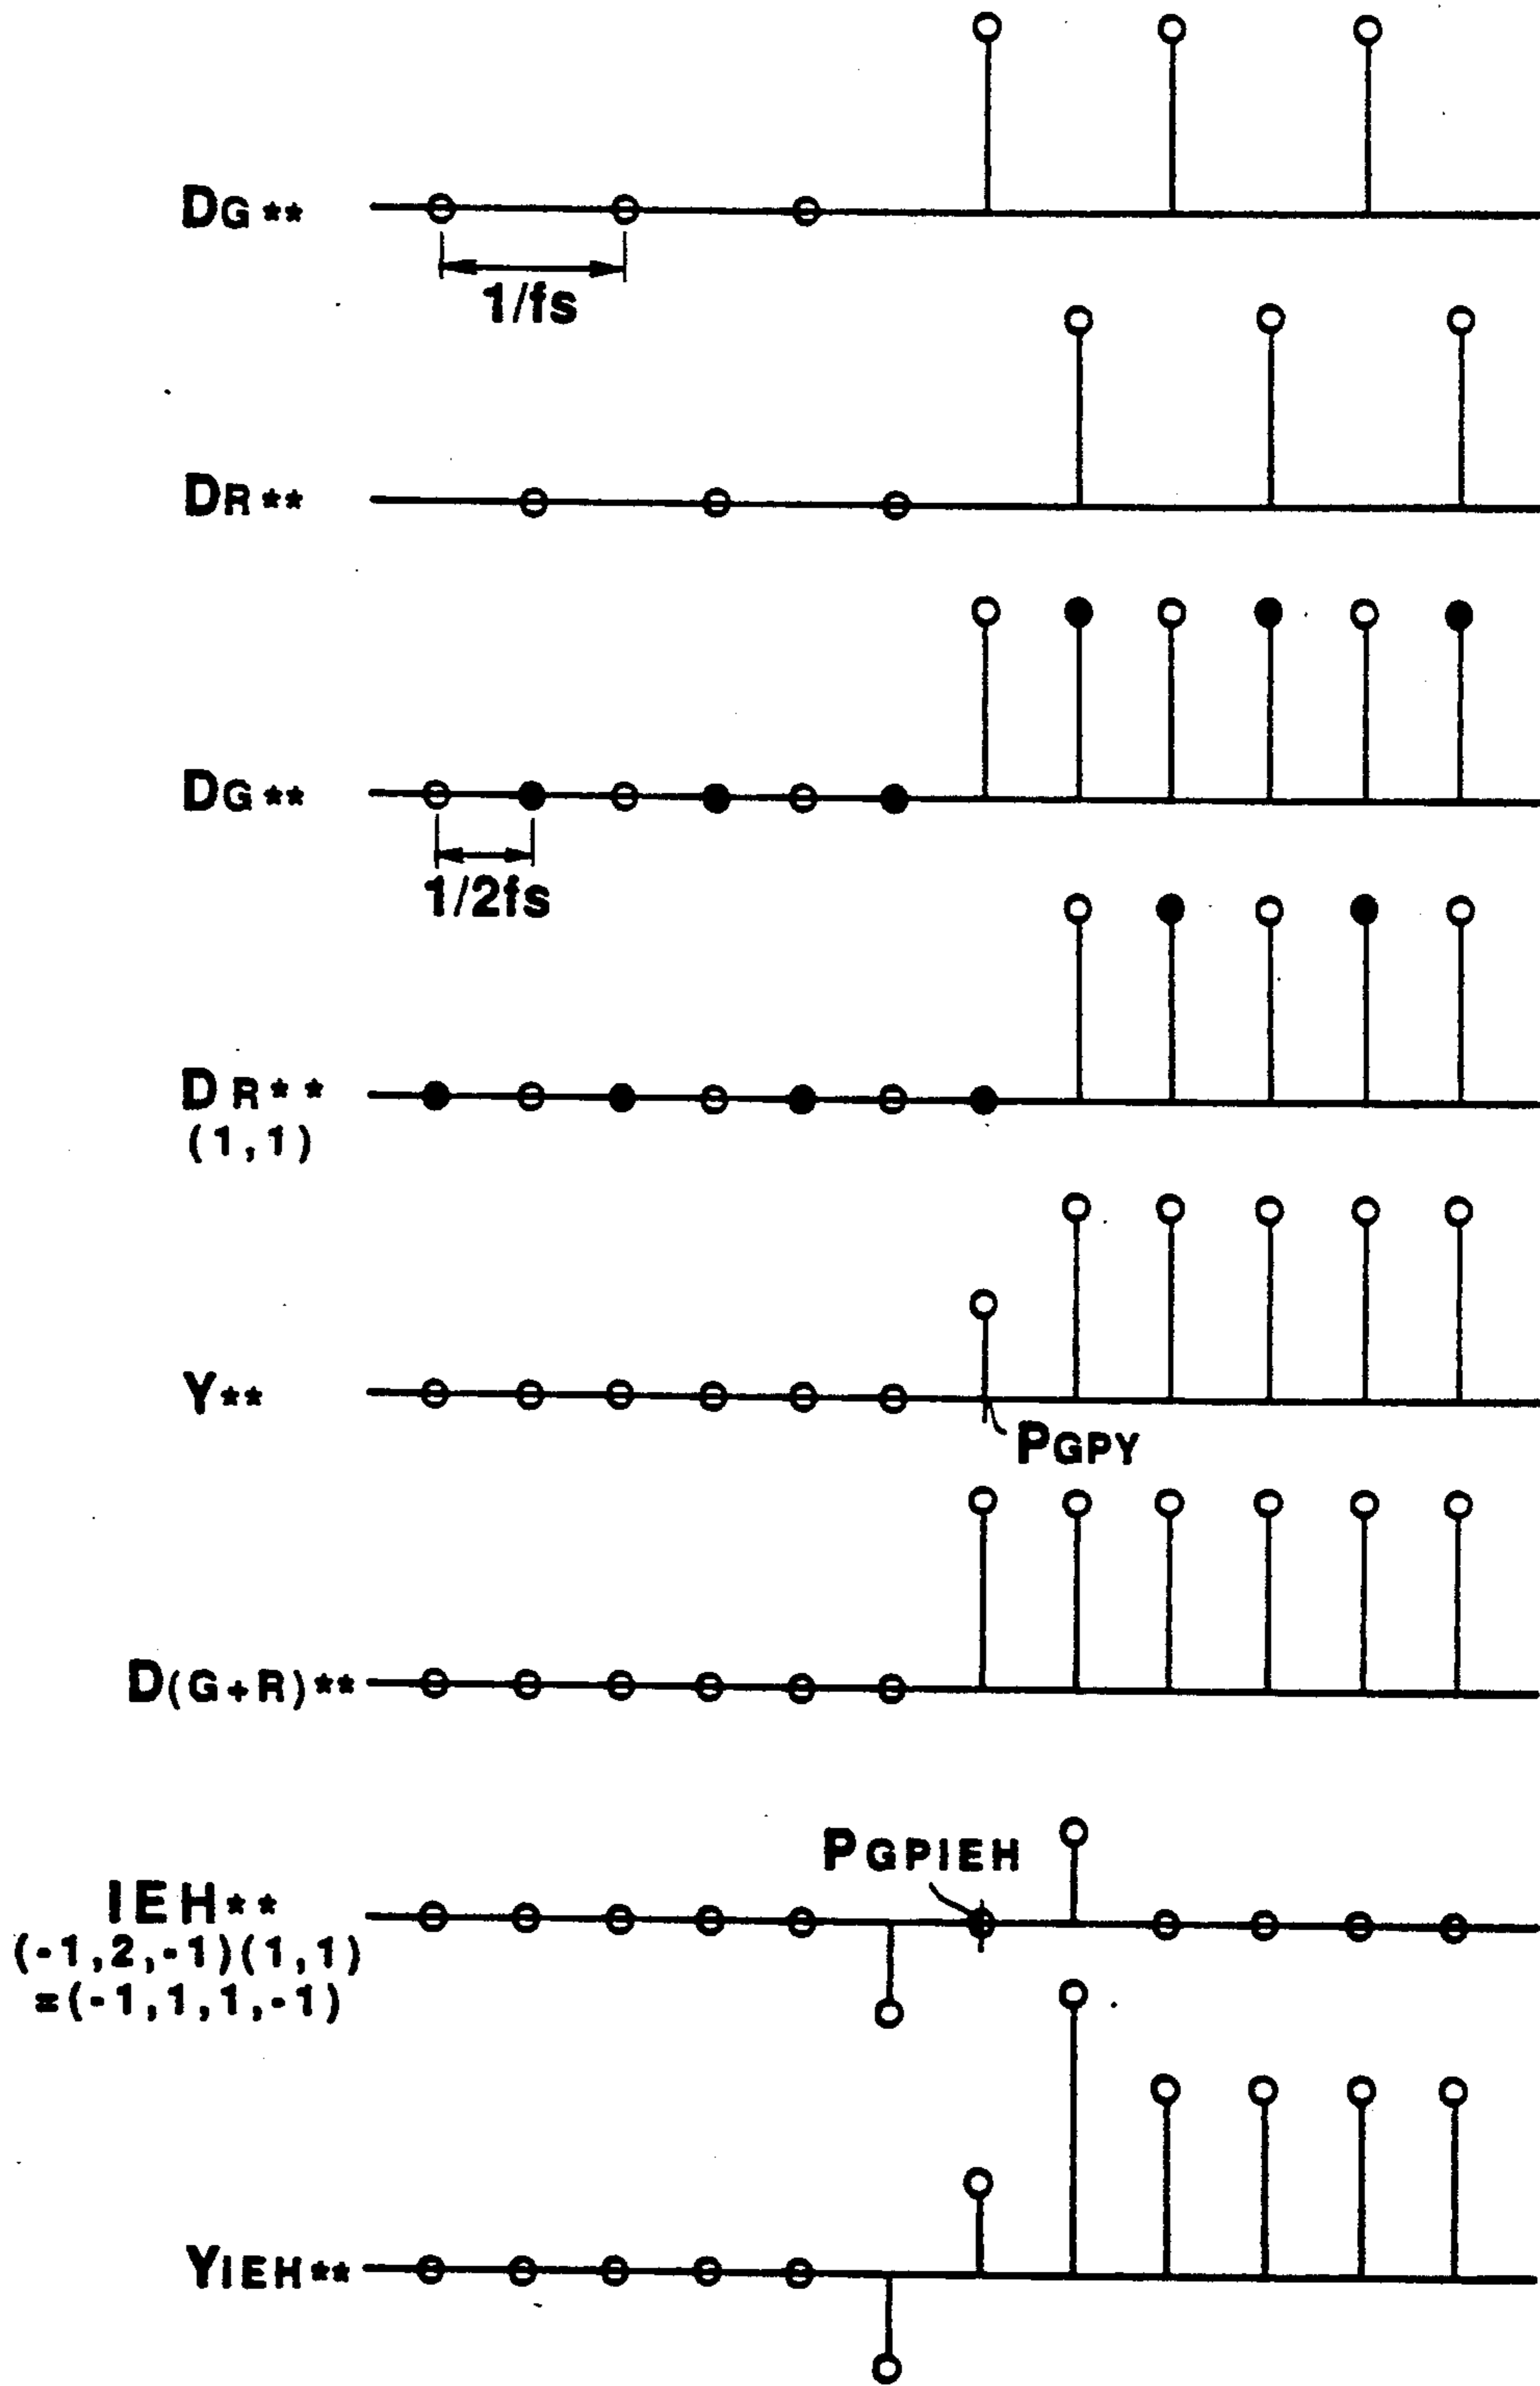 DG**
1/fs
DR**
DG**
1/2fs
DR**
(1,1)
Y**
PGPY
D(G+R)**
PGPIEH
IEH**
(-1,2,-1)(1,1)
=(-1,1,1,-1)
YIEH**